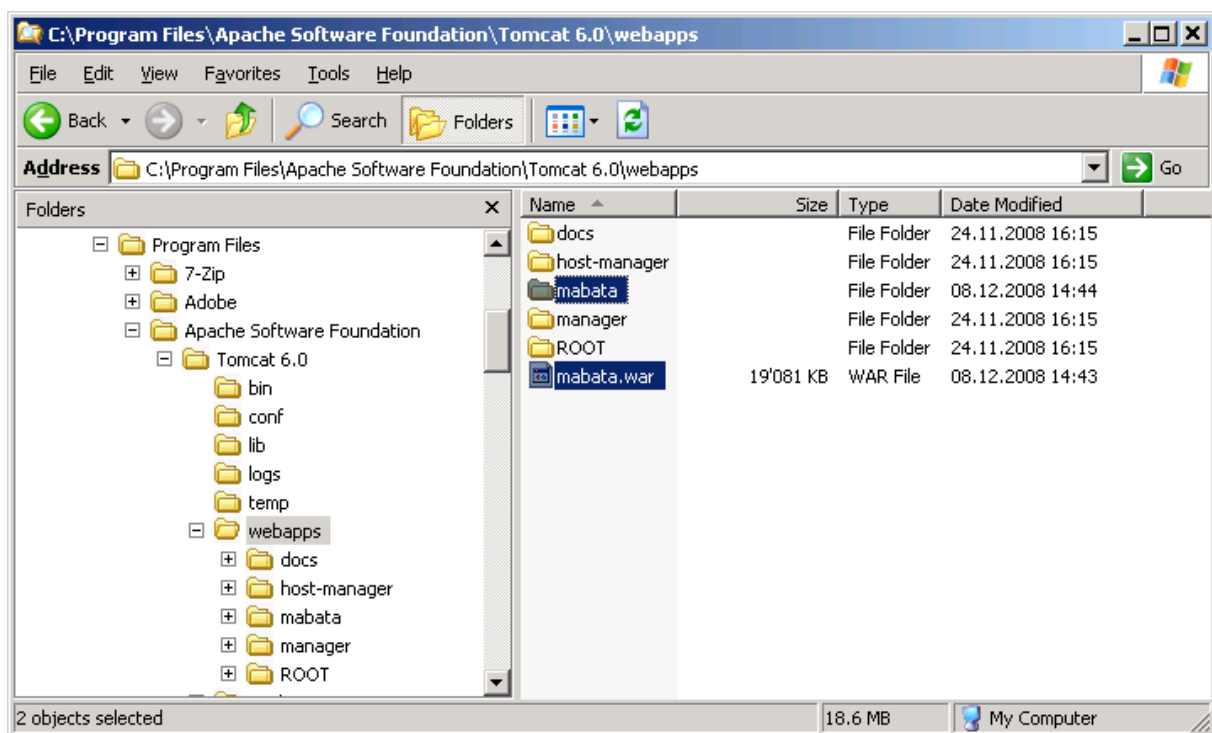 C:\Program Files\Apache Software Foundation\Tomcat 6.0\webapps
File Edit View Favorites Tools Help
Back Search Folders
Address C:\Program Files\Apache Software Foundation\Tomcat 6.0\webapps Go
Folders
Program Files
7-Zip
Adobe
Apache Software Foundation
Tomcat 6.0
bin
conf
lib
logs
temp
webapps
docs
host-manager
mabata
manager
ROOT
Name Size Type Date Modified
docs File Folder 24.11.2008 16:15
host-manager File Folder 24.11.2008 16:15
mabata File Folder 08.12.2008 14:44
manager File Folder 24.11.2008 16:15
ROOT File Folder 24.11.2008 16:15
mabata.war 19'081 KB WAR File 08.12.2008 14:43
2 objects selected 18.6 MB My Computer